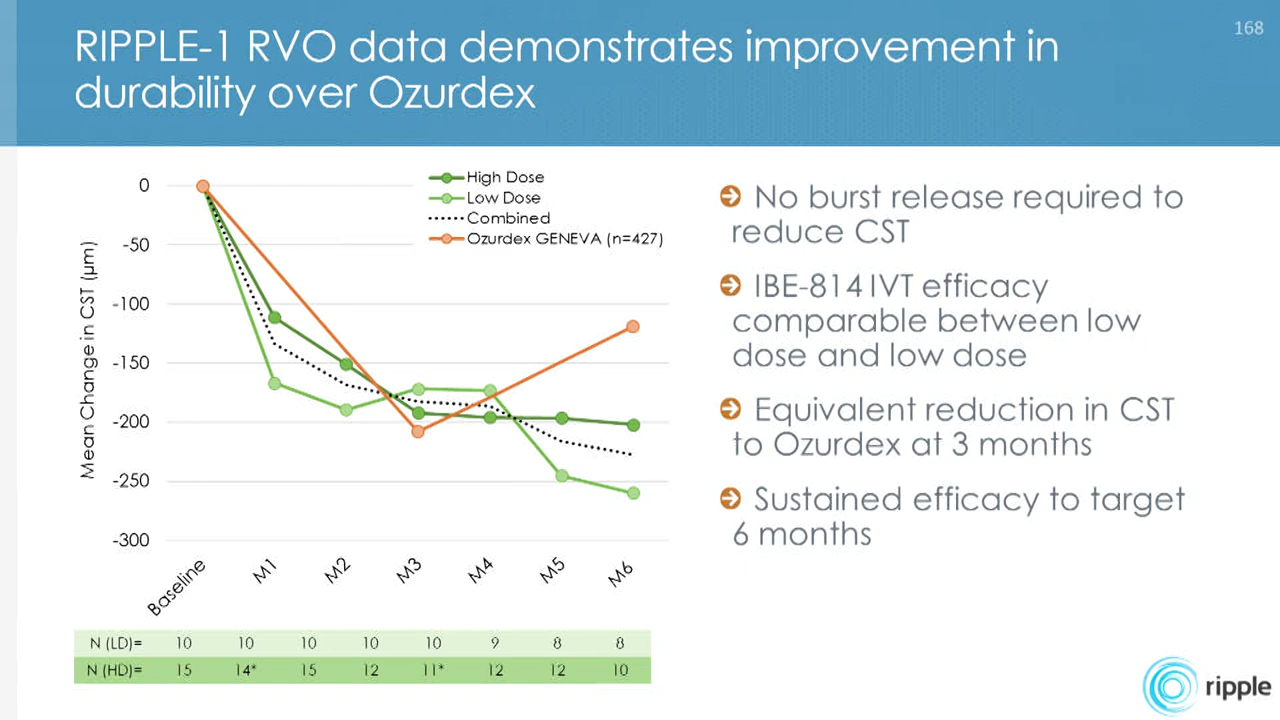 168
RIPPLE-1 RVO data demonstrates improvement in
durability over Ozurdex
High Dose
Low Dose
Combined
Ozurdex GENEVA (n=427)
Mean Change in CST (µm)
0
-50
-100
-150
-200
-250
-300
Baseline M1 M2 M3 M4 M5 M6
N (LD)= 10 10 10 10 10 9 8 8
N (HD)= 15 14* 15 12 11* 12 12 10
No burst release required to
reduce CST
IBE-814 IVT efficacy
comparable between low
dose and low dose
Equivalent reduction in CST
to Ozurdex at 3 months
Sustained efficacy to target
6 months
ripple